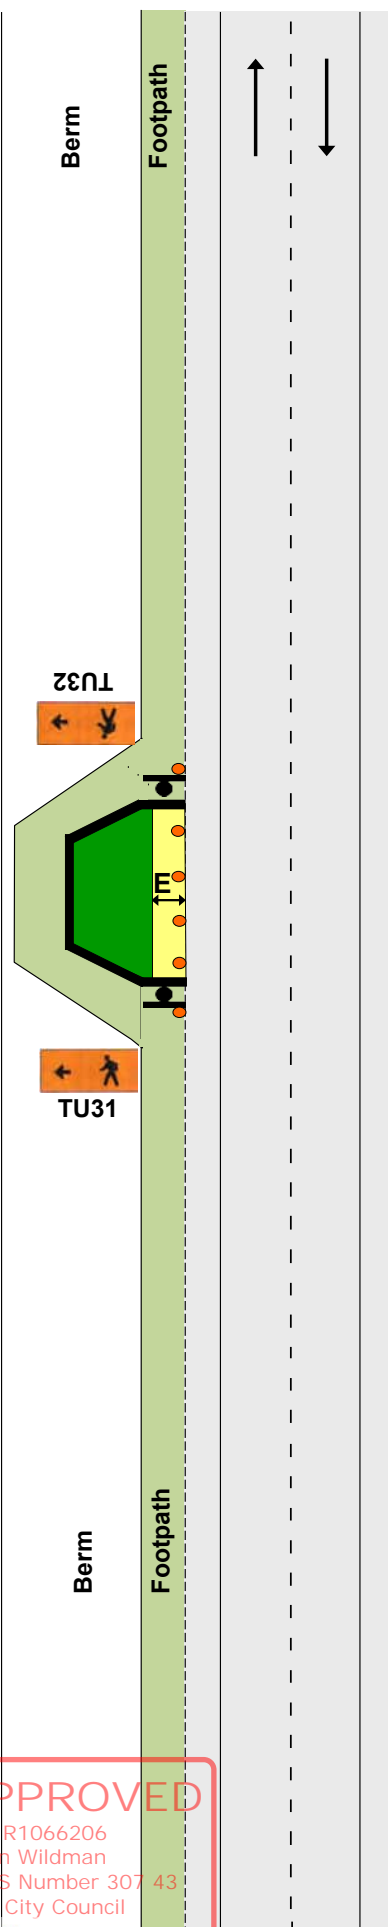 Berm
Footpath
TU32
E
TU31
Berm
Footpath
PPROVED
R1066206
n Wildman
S Number 307 43
City Council